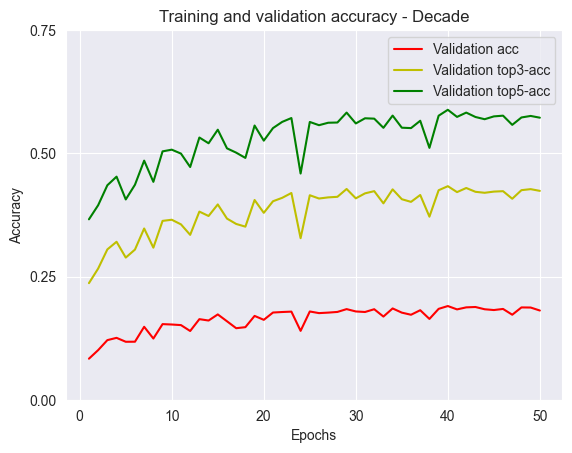 Training and validation accuracy - Decade
Validation acc
Validation top3-acc
Validation top5-acc
Accuracy
0.75
0.50
0.25
0.00
0 10 20 30 40 50
Epochs